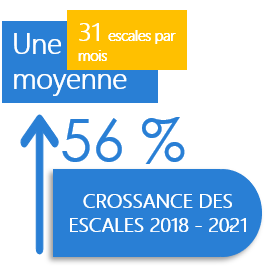 Une
moyenne
31 escales par
mois
56 %
CROSSANCE DES
ESCALES 2018 - 2021